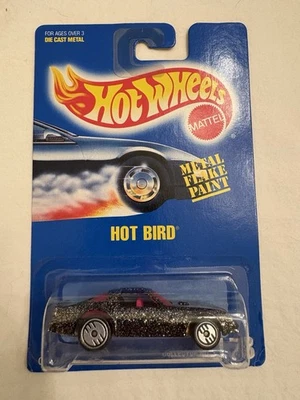 FOR AGES OVER 3
DIE CAST METAL
HOT WHEELS
MATTEL
METAL
FLAKE
PAINT
HOT BIRD